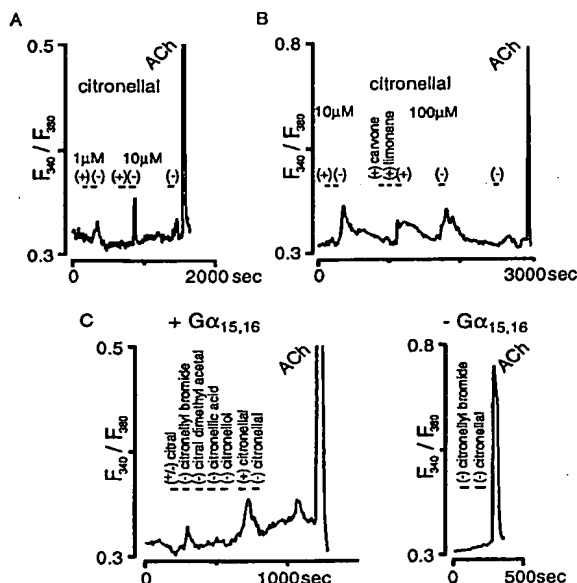 A
0.5
ACh
citronellal
1µM 10µM
(+)(-) (+)(-) (-)
F340 / F380
0.3
0 2000sec
B
0.8
ACh
citronellal
10µM 100µM
(+) carvone
(+) limonene
(+)(-) (+) (-) (-)
F340 / F380
0.3
0 3000sec
C
+ Gα15,16
0.5
ACh
(+/-) citral
(-) citronellyl bromide
(-) citral dimethyl acetal
(-) citronellic acid
(-) citronellol
(+) citronellal
(-) citronellal
F340 / F380
0.3
0 1000sec
- Gα15,16
0.8
ACh
(-) citronellyl bromide
(-) citronellal
F340 / F380
0.3
0 500sec